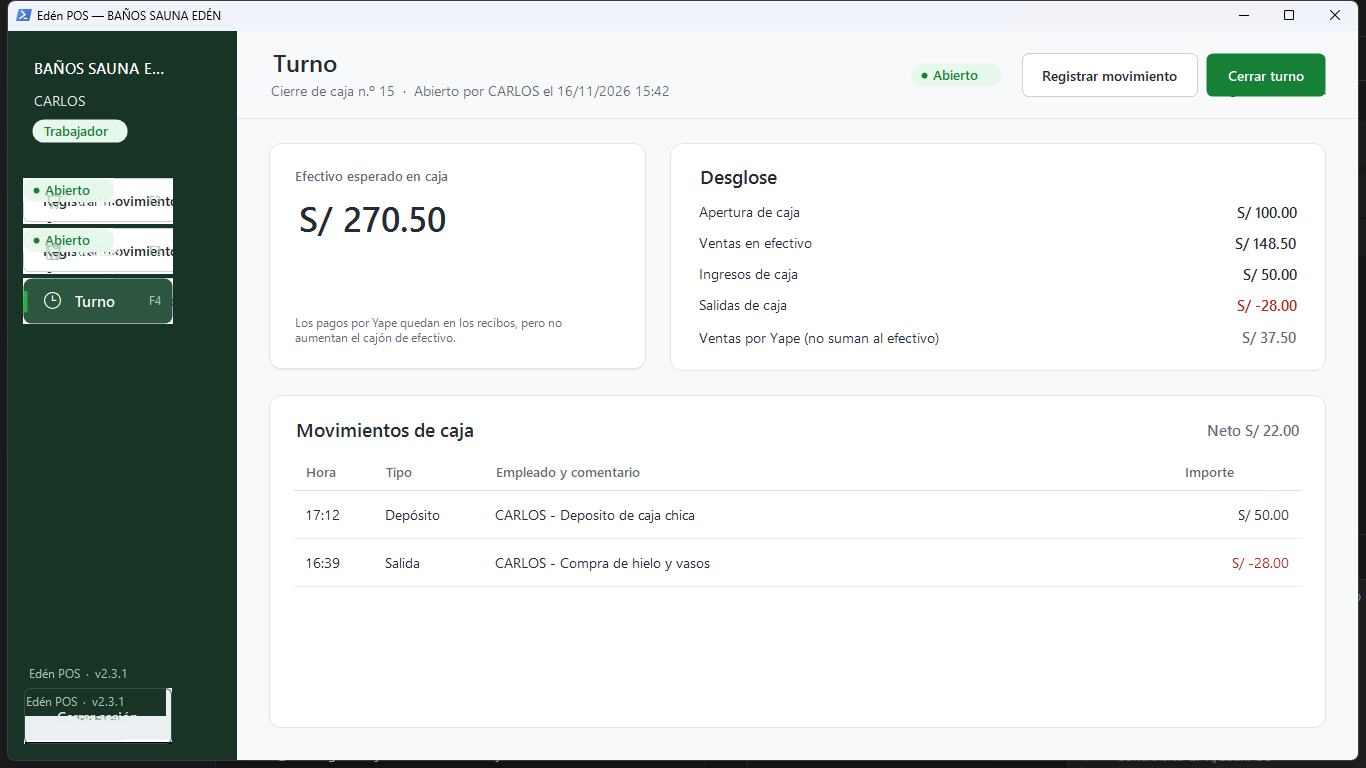 Edén POS — BAÑOS SAUNA EDÉN
BAÑOS SAUNA E...
CARLOS
Trabajador
Abierto
Registrar movimiento
Abierto
Registrar movimiento
Turno F4
Edén POS · v2.3.1
Edén POS · v2.3.1
Turno
Cierre de caja n.º 15 · Abierto por CARLOS el 16/11/2026 15:42
Abierto
Registrar movimiento
Cerrar turno
Efectivo esperado en caja
S/ 270.50
Los pagos por Yape quedan en los recibos, pero no
aumentan el cajón de efectivo.
Desglose
Apertura de caja S/ 100.00
Ventas en efectivo S/ 148.50
Ingresos de caja S/ 50.00
Salidas de caja S/ -28.00
Ventas por Yape (no suman al efectivo) S/ 37.50
Movimientos de caja Neto S/ 22.00
Hora Tipo Empleado y comentario Importe
17:12 Depósito CARLOS - Deposito de caja chica S/ 50.00
16:39 Salida CARLOS - Compra de hielo y vasos S/ -28.00